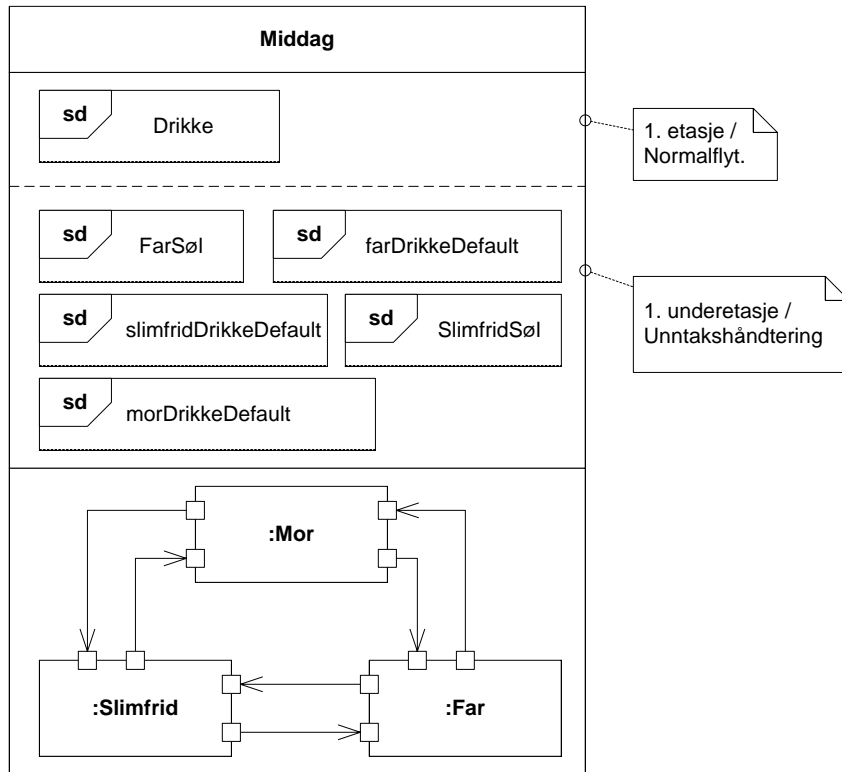 Middag
sd Drikke
1. etasje /
Normalflyt.
sd FarSøl
sd farDrikkeDefault
sd slimfridDrikkeDefault
sd SlimfridSøl
1. underetasje /
Unntakshåndtering
sd morDrikkeDefault
:Mor
:Slimfrid
:Far